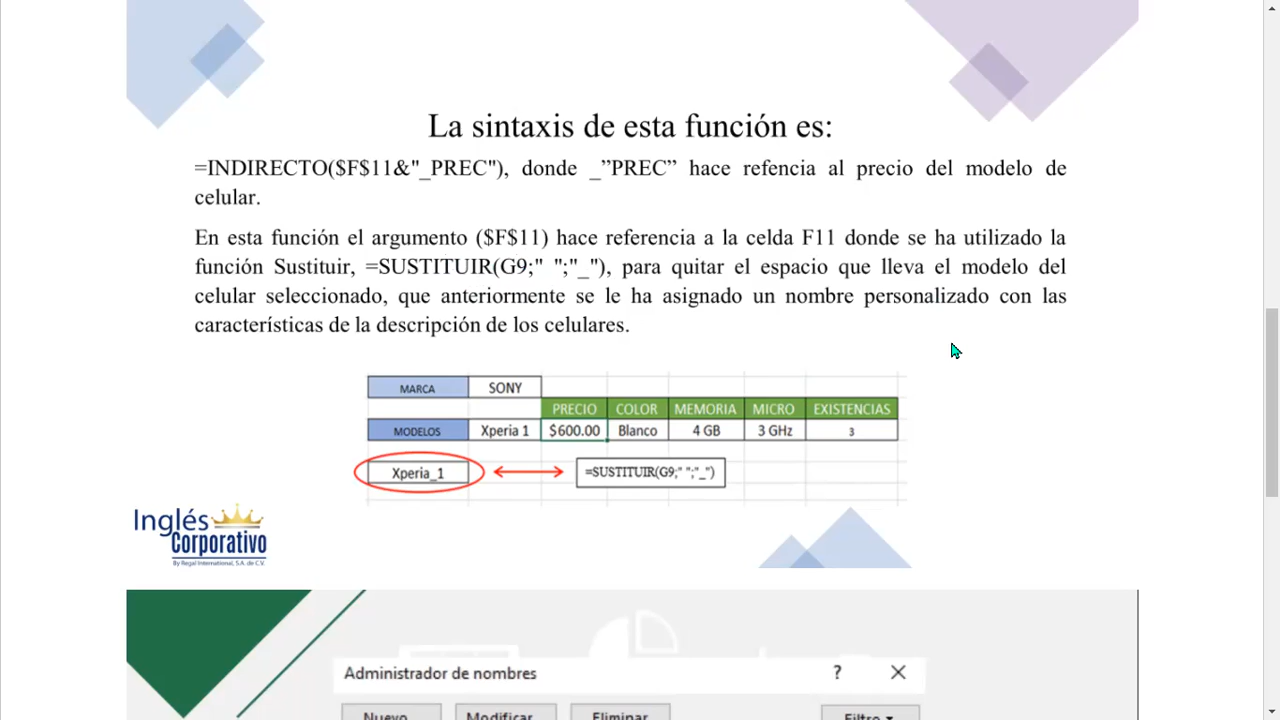 La sintaxis de esta función es:
=INDIRECTO($F$11&"_PREC"), donde _”PREC” hace refencia al precio del modelo de
celular.
En esta función el argumento ($F$11) hace referencia a la celda F11 donde se ha utilizado la
función Sustituir, =SUSTITUIR(G9;" ";"_"), para quitar el espacio que lleva el modelo del
celular seleccionado, que anteriormente se le ha asignado un nombre personalizado con las
características de la descripción de los celulares.
MARCA SONY
PRECIO COLOR MEMORIA MICRO EXISTENCIAS
MODELOS Xperia 1 $600.00 Blanco 4 GB 3 GHz 3
Xperia_1 =SUSTITUIR(G9;" ";"_")
Inglés
Corporativo
By Regal International, S.A. de C.V.
Administrador de nombres ?
Nuevo... Modificar... Eliminar Filtro